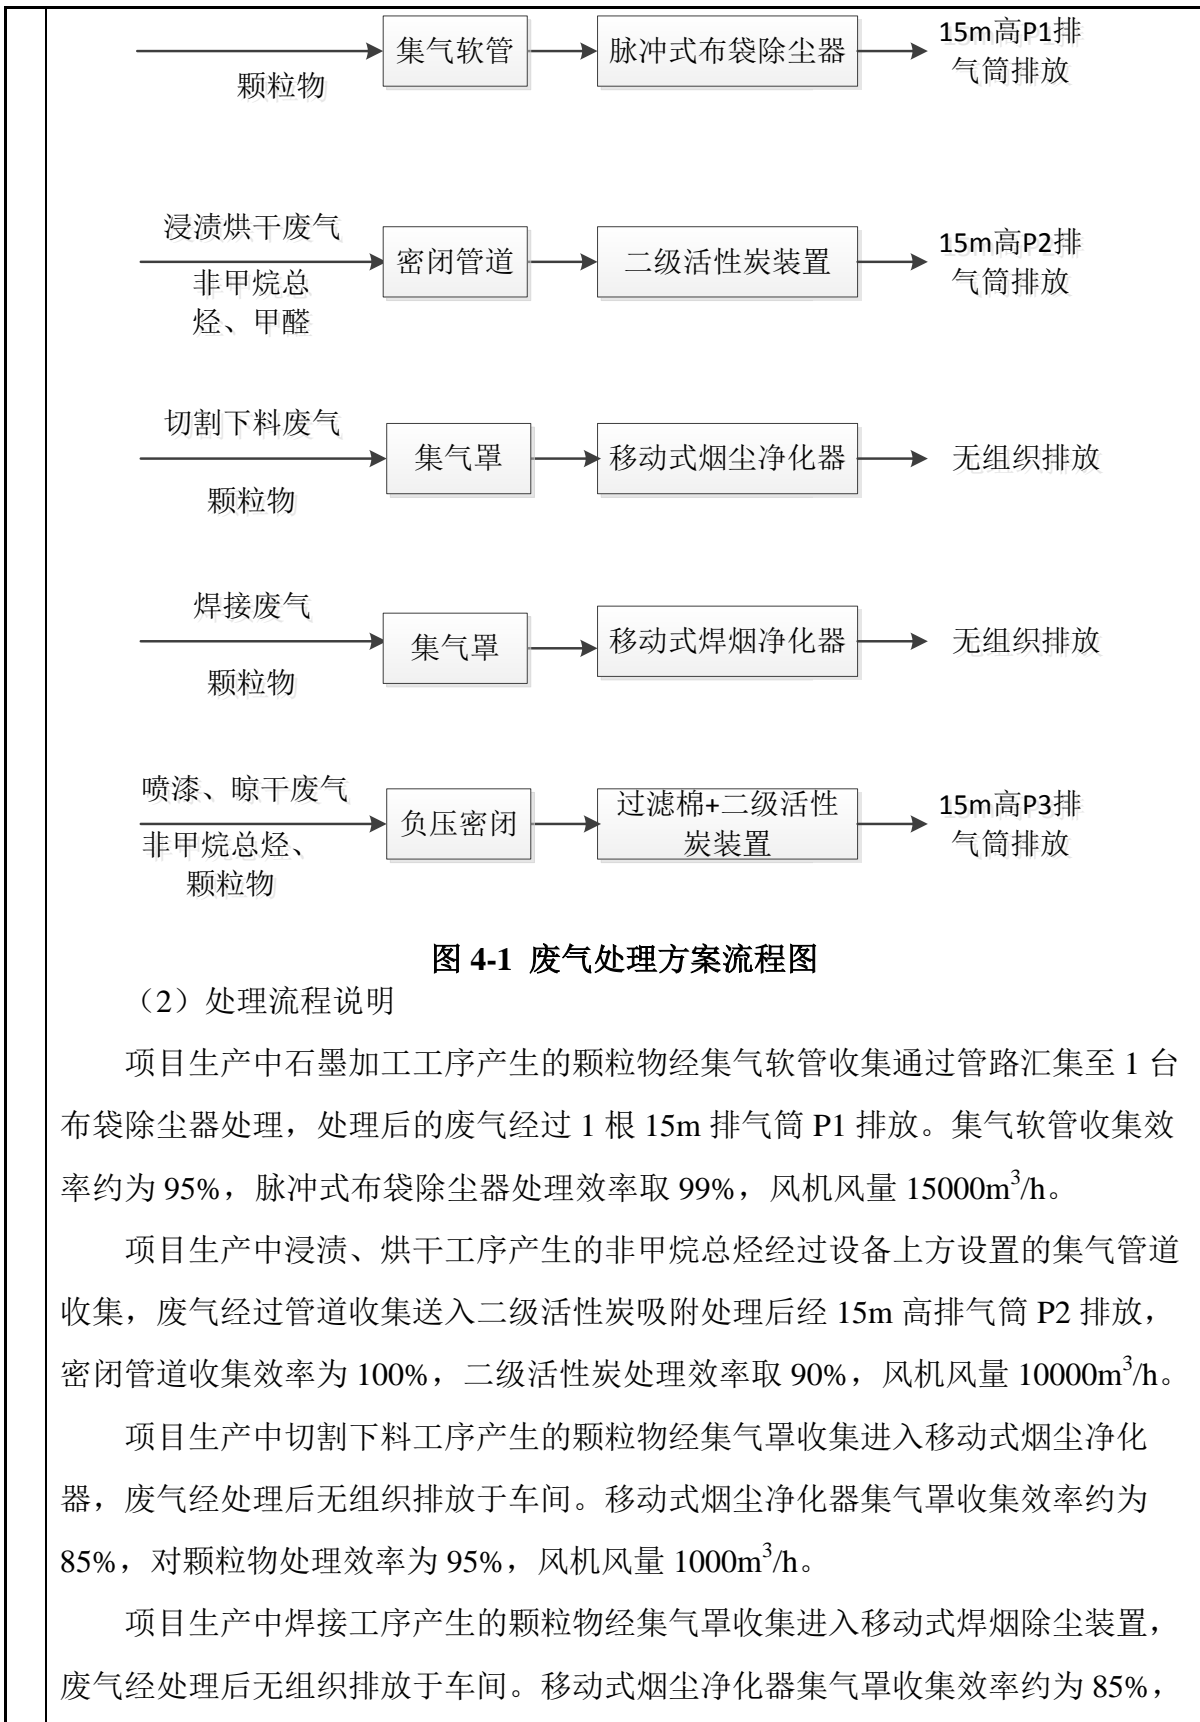 颗粒物
集气软管
脉冲式布袋除尘器
15m高P1排
气筒排放
浸渍烘干废气
非甲烷总
烃、甲醛
密闭管道
二级活性炭装置
15m高P2排
气筒排放
切割下料废气
颗粒物
集气罩
移动式烟尘净化器
无组织排放
焊接废气
颗粒物
集气罩
移动式焊烟净化器
无组织排放
喷漆、晾干废气
非甲烷总烃、
颗粒物
负压密闭
过滤棉+二级活性
炭装置
15m高P3排
气筒排放
图 4-1 废气处理方案流程图
（2）处理流程说明
项目生产中石墨加工工序产生的颗粒物经集气软管收集通过管路汇集至 1 台
布袋除尘器处理，处理后的废气经过 1 根 15m 排气筒 P1 排放。集气软管收集效
率约为 95%，脉冲式布袋除尘器处理效率取 99%，风机风量 15000m³/h。
项目生产中浸渍、烘干工序产生的非甲烷总烃经过设备上方设置的集气管道
收集，废气经过管道收集送入二级活性炭吸附处理后经 15m 高排气筒 P2 排放，
密闭管道收集效率为 100%，二级活性炭处理效率取 90%，风机风量 10000m³/h。
项目生产中切割下料工序产生的颗粒物经集气罩收集进入移动式烟尘净化
器，废气经处理后无组织排放于车间。移动式烟尘净化器集气罩收集效率约为
85%，对颗粒物处理效率为 95%，风机风量 1000m³/h。
项目生产中焊接工序产生的颗粒物经集气罩收集进入移动式焊烟除尘装置，
废气经处理后无组织排放于车间。移动式烟尘净化器集气罩收集效率约为 85%，